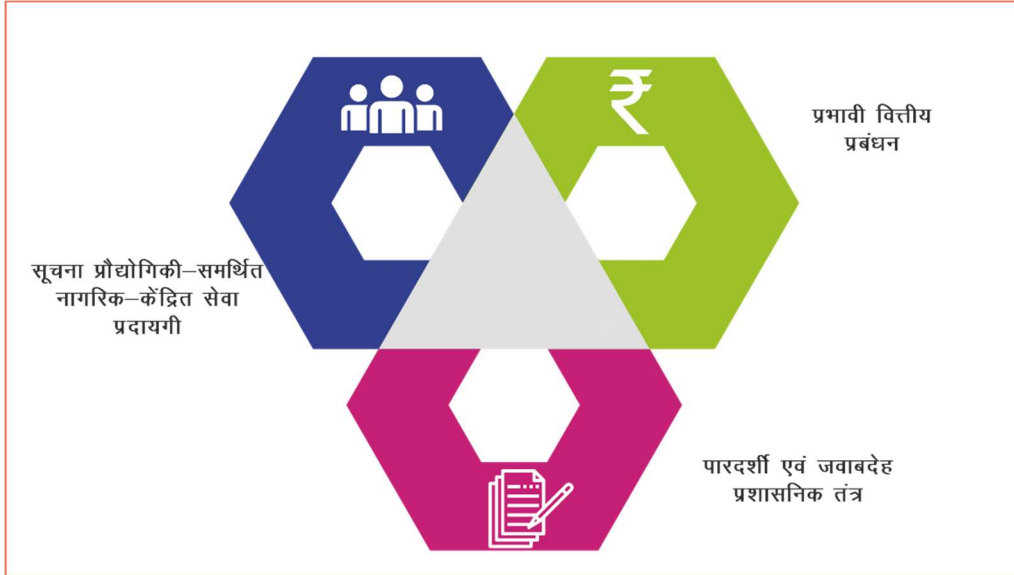 प्रभावी वित्तीय
प्रबंधन
सूचना प्रौद्योगिकी–समर्थित
नागरिक–केंद्रित सेवा
प्रदायगी
पारदर्शी एवं जवाबदेह
प्रशासनिक तंत्र